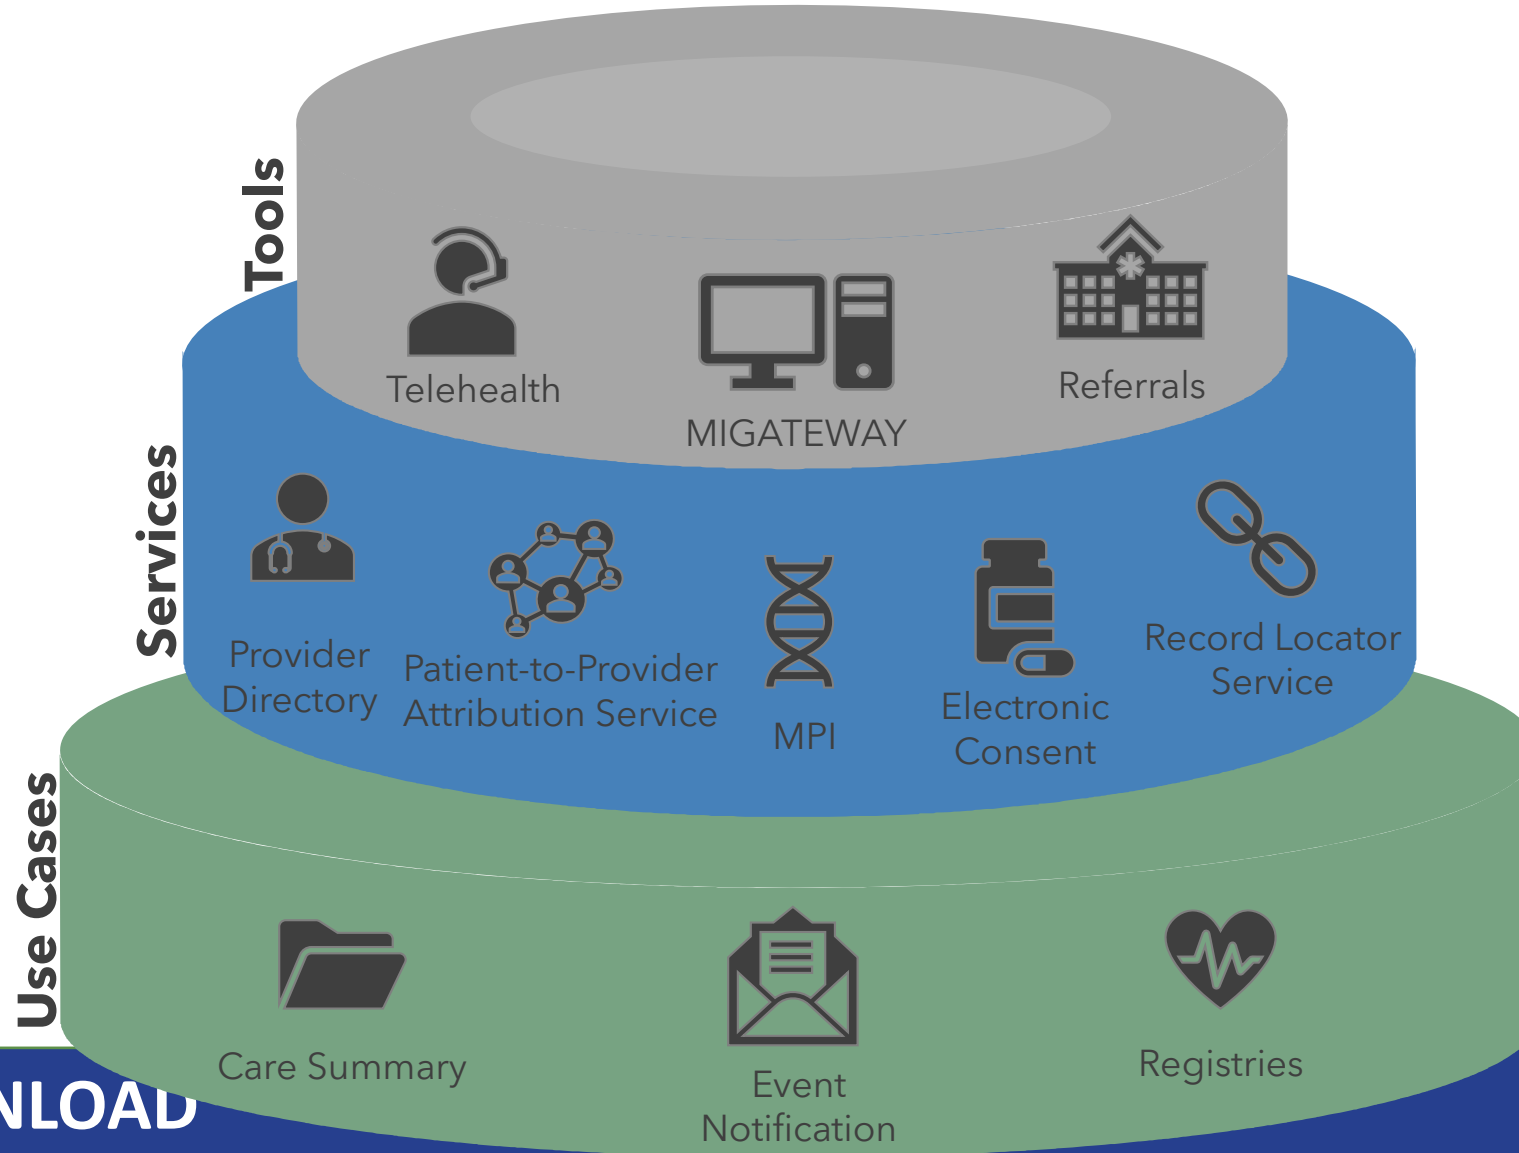 Tools
Telehealth
MIGATEWAY
Referrals
Services
Provider
Directory
Patient-to-Provider
Attribution Service
MPI
Electronic
Consent
Record Locator
Service
Use Cases
Care Summary
Event
Notification
Registries
NLOAD